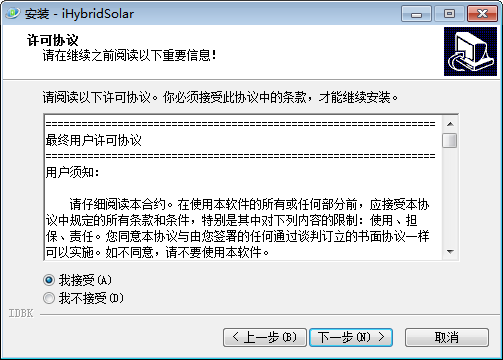 安装 - iHybridSolar
许可协议
请在继续之前阅读以下重要信息！
请阅读以下许可协议。你必须接受此协议中的条款，才能继续安装。
=================================================================
最终用户许可协议
=================================================================
用户须知：
请仔细阅读本合约。在使用本软件的所有或任何部分前，应接受本协
议中规定的所有条款和条件，特别是其中对下列内容的限制：使用、担
保、责任。您同意本协议与由您签署的任何通过谈判订立的书面协议一样
可以实施。如不同意，请不要使用本软件。
我接受(A)
我不接受(D)
IDBK
< 上一步(B)
下一步(N) >
取消